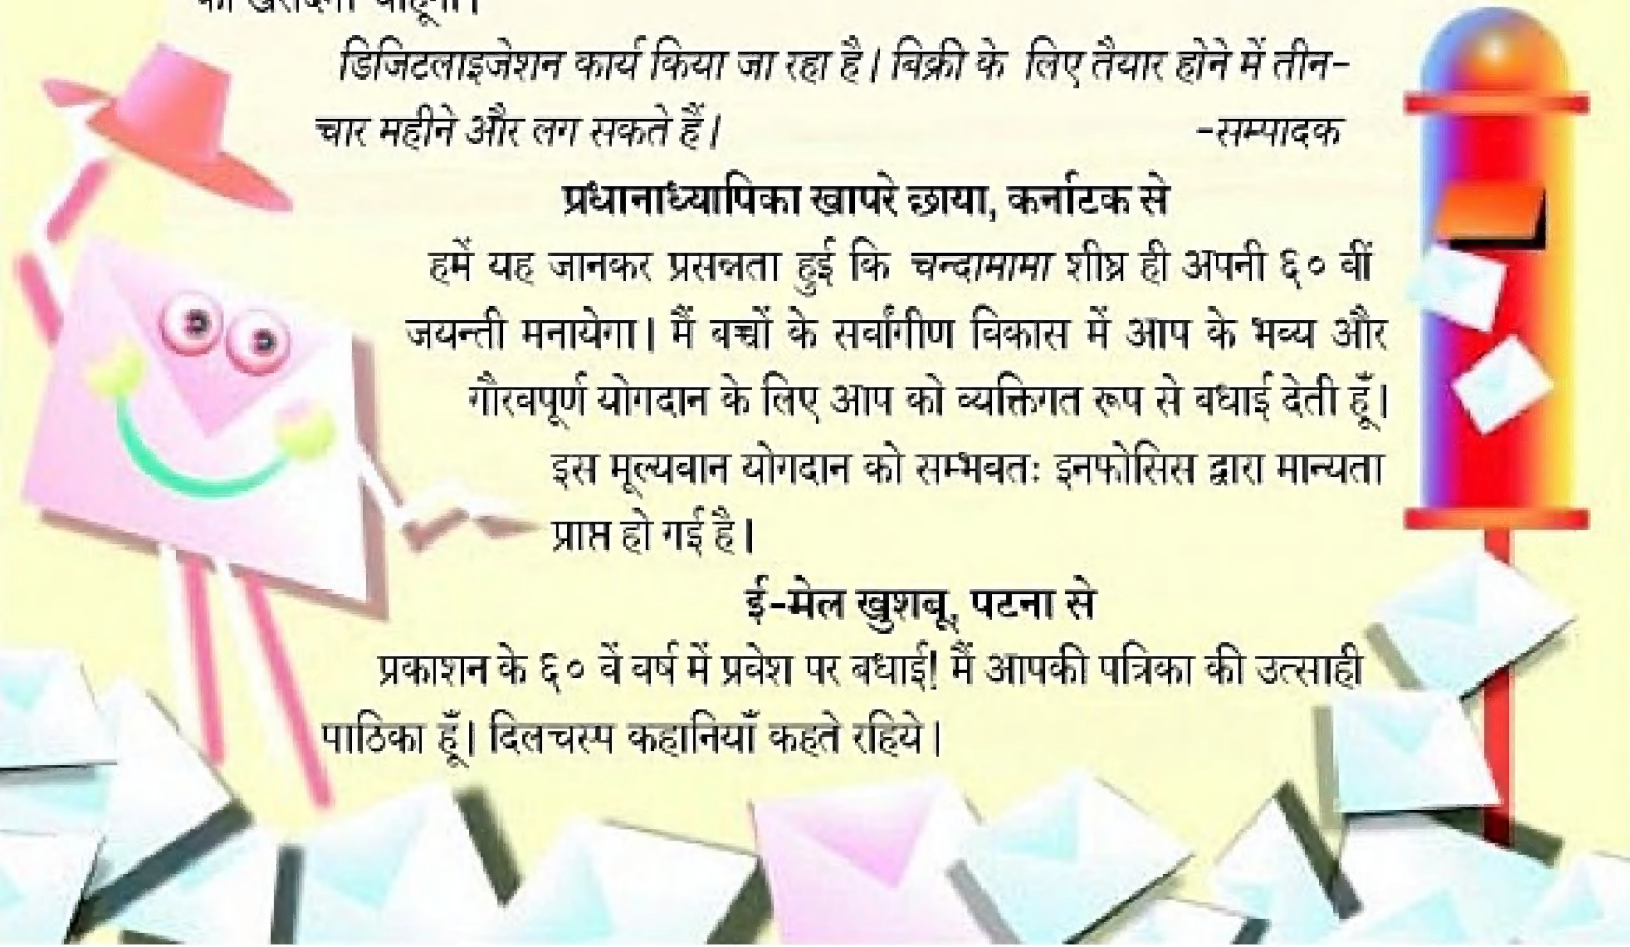 डिजिटलाइजेशन कार्य किया जा रहा है। बिक्री के लिए तैयार होने में तीन-
चार महीने और लग सकते हैं। -सम्पादक
प्रधानाध्यापिका खापरे छाया, कर्नाटक से
हमें यह जानकर प्रसन्नता हुई कि चन्दामामा शीघ्र ही अपनी ६० वीं
जयन्ती मनायेगा। मैं बच्चों के सर्वांगीण विकास में आप के भव्य और
गौरवपूर्ण योगदान के लिए आप को व्यक्तिगत रूप से बधाई देती हूँ।
इस मूल्यवान योगदान को सम्भवतः इनफोसिस द्वारा मान्यता
प्राप्त हो गई है।
ई-मेल खुशबू, पटना से
प्रकाशन के ६० वें वर्ष में प्रवेश पर बधाई! मैं आपकी पत्रिका की उत्साही
पाठिका हूँ। दिलचस्प कहानियाँ कहते रहिये।